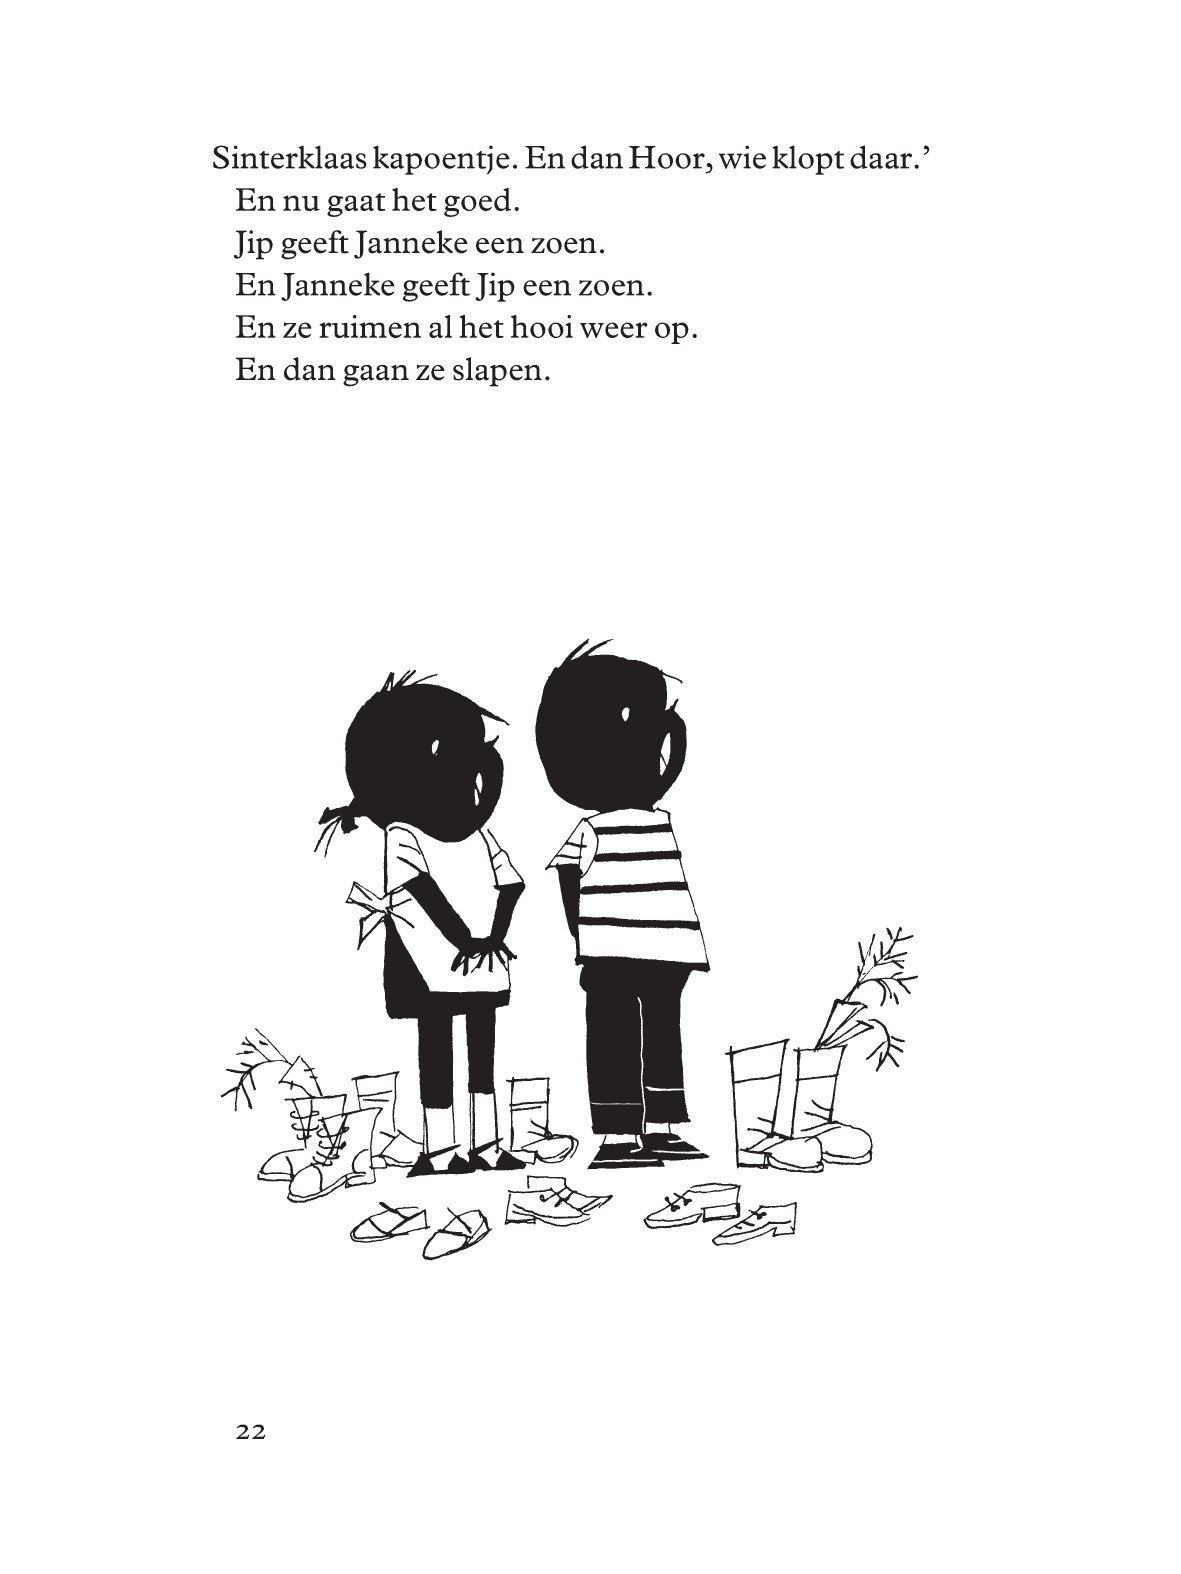 Sinterklaas kapoentje. En dan Hoor, wie klopt daar.’
En nu gaat het goed.
Jip geeft Janneke een zoen.
En Janneke geeft Jip een zoen.
En ze ruimen al het hooi weer op.
En dan gaan ze slapen.
22